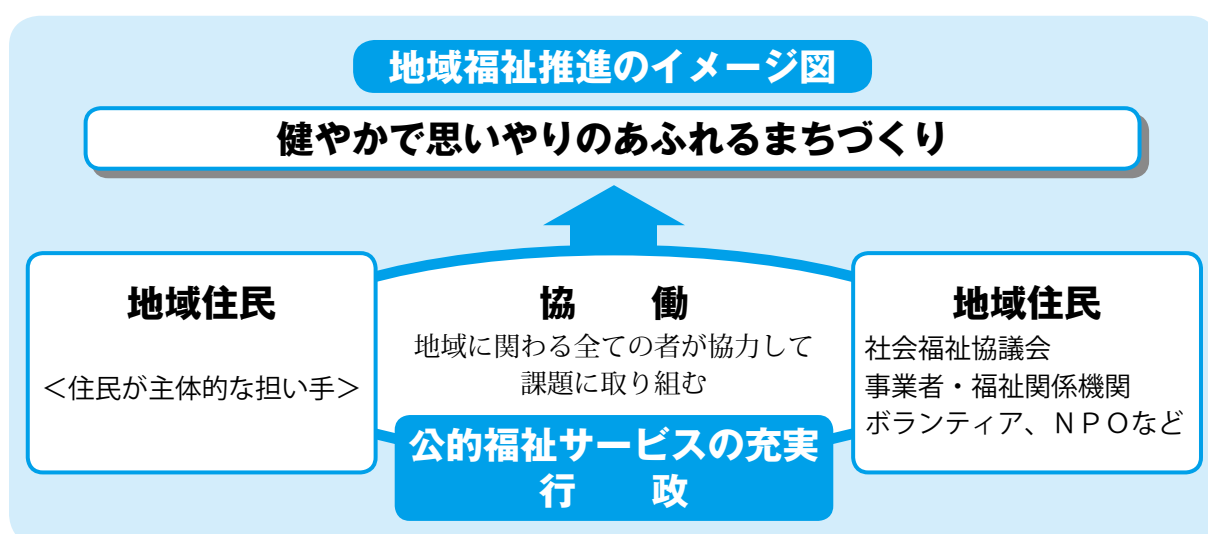 地域福祉推進のイメージ図
健やかで思いやりのあふれるまちづくり
地域住民
＜住民が主体的な担い手＞
協　　働
地域に関わる全ての者が協力して
課題に取り組む
地域住民
社会福祉協議会
事業者・福祉関係機関
ボランティア、ＮＰＯなど
公的福祉サービスの充実
行　　政